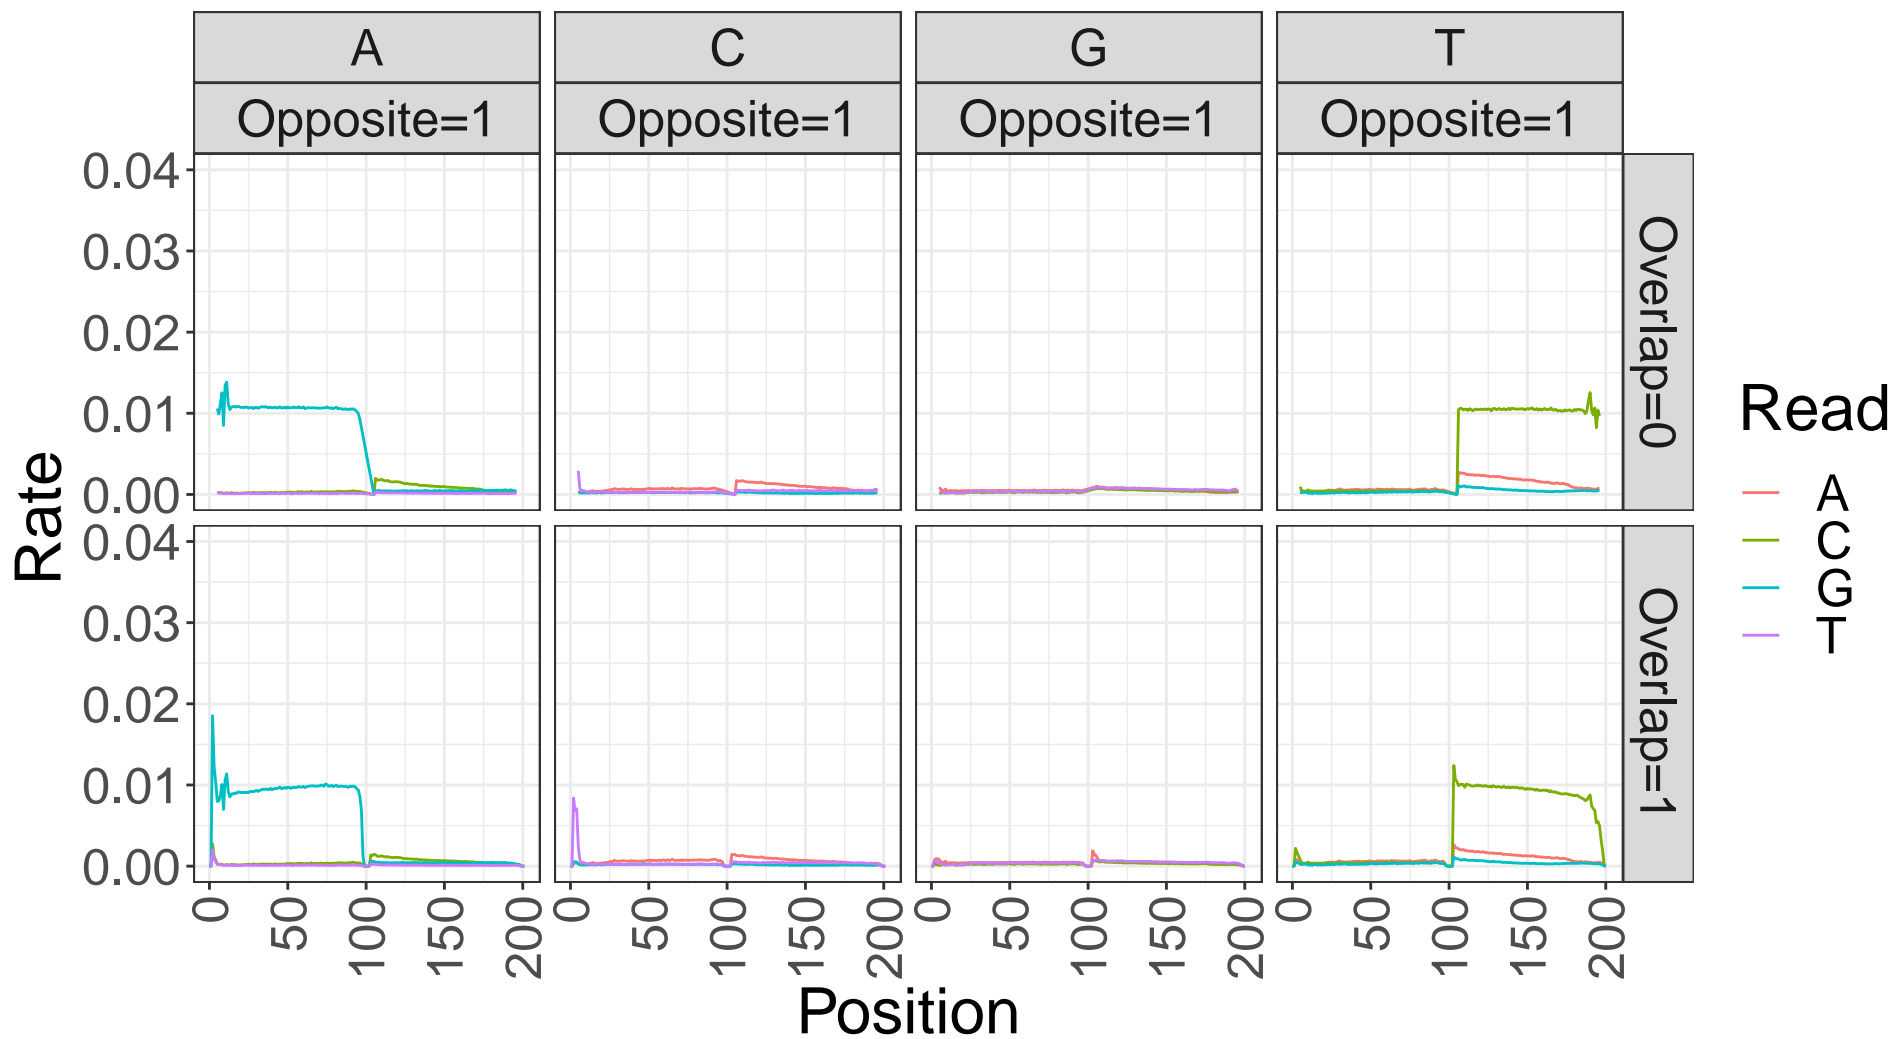 A C G T
Opposite=1 Opposite=1 Opposite=1 Opposite=1
0.04
0.03
0.02
0.01
0.00
Overlap=0
0.04
0.03
0.02
0.01
0.00
Overlap=1
Rate
0 50 100 150 200 0 50 100 150 200 0 50 100 150 200 0 50 100 150 200
Position
Read
A
C
G
T